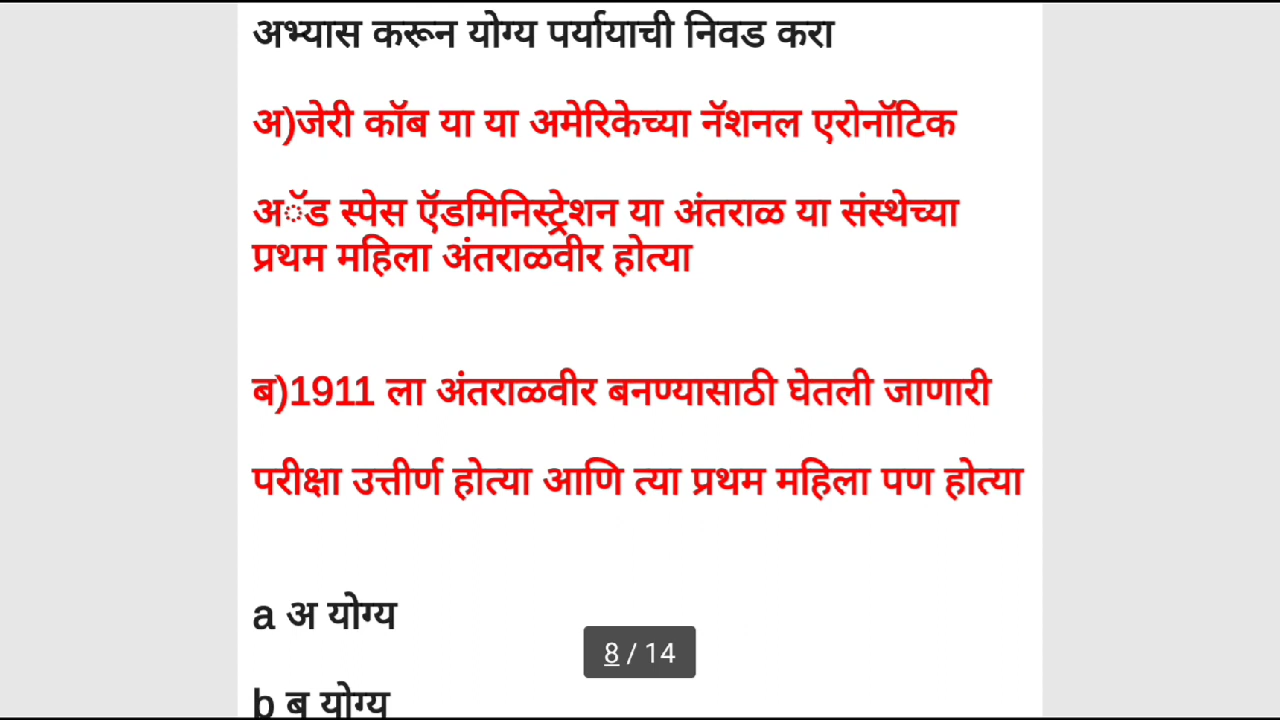 अभ्यास करून योग्य पर्यायाची निवड करा
अ)जेरी कॉब या या अमेरिकेच्या नॅशनल एरोनॉटिक
अॅड स्पेस ऍडमिनिस्ट्रेशन या अंतराळ या संस्थेच्या
प्रथम महिला अंतराळवीर होत्या
ब)1911 ला अंतराळवीर बनण्यासाठी घेतली जाणारी
परीक्षा उत्तीर्ण होत्या आणि त्या प्रथम महिला पण होत्या
a अ योग्य
8 / 14
b ब योग्य